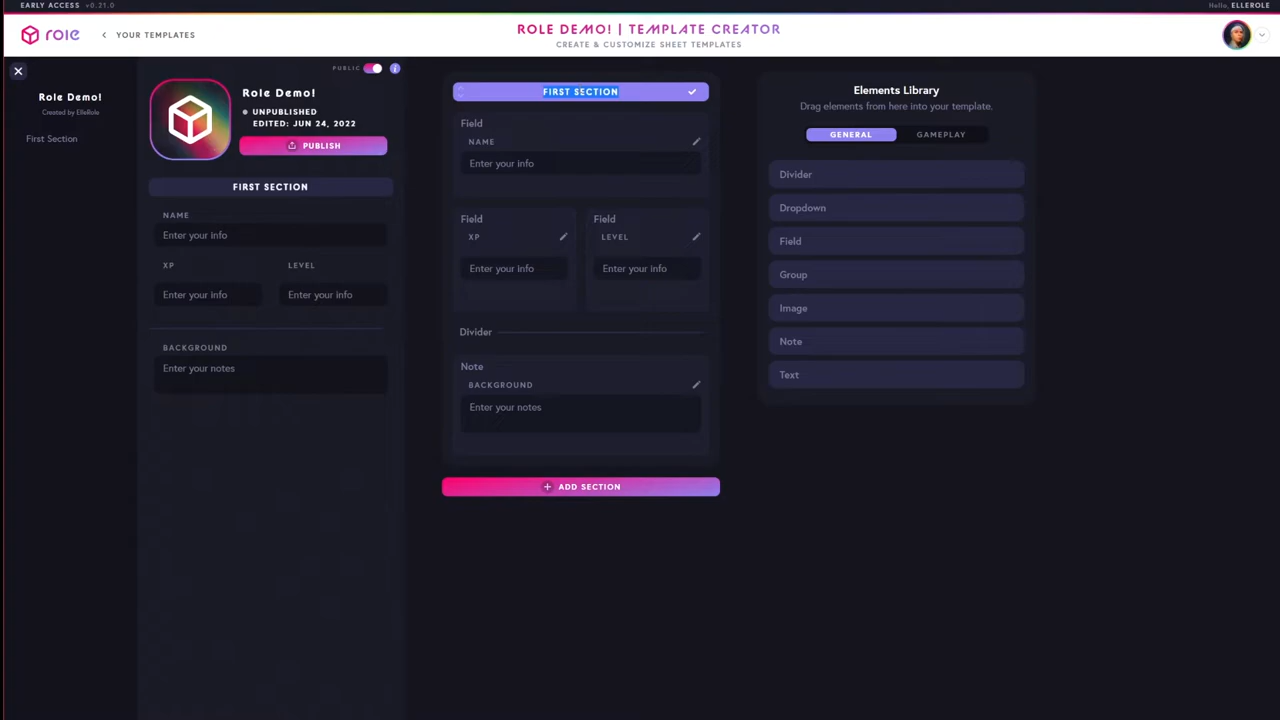 EARLY ACCESS v0.21.0
Hello, ELLEROLE
role
YOUR TEMPLATES
ROLE DEMO! | TEMPLATE CREATOR
CREATE & CUSTOMIZE SHEET TEMPLATES
Role Demo!
Created by ElleRole
First Section
PUBLIC
i
Role Demo!
UNPUBLISHED
EDITED: JUN 24, 2022
PUBLISH
FIRST SECTION
NAME
Enter your info
XP LEVEL
Enter your info Enter your info
BACKGROUND
Enter your notes
FIRST SECTION
Field
NAME
Enter your info
Field Field
XP LEVEL
Enter your info Enter your info
Divider
Note
BACKGROUND
Enter your notes
ADD SECTION
Elements Library
Drag elements from here into your template.
GENERAL GAMEPLAY
Divider
Dropdown
Field
Group
Image
Note
Text